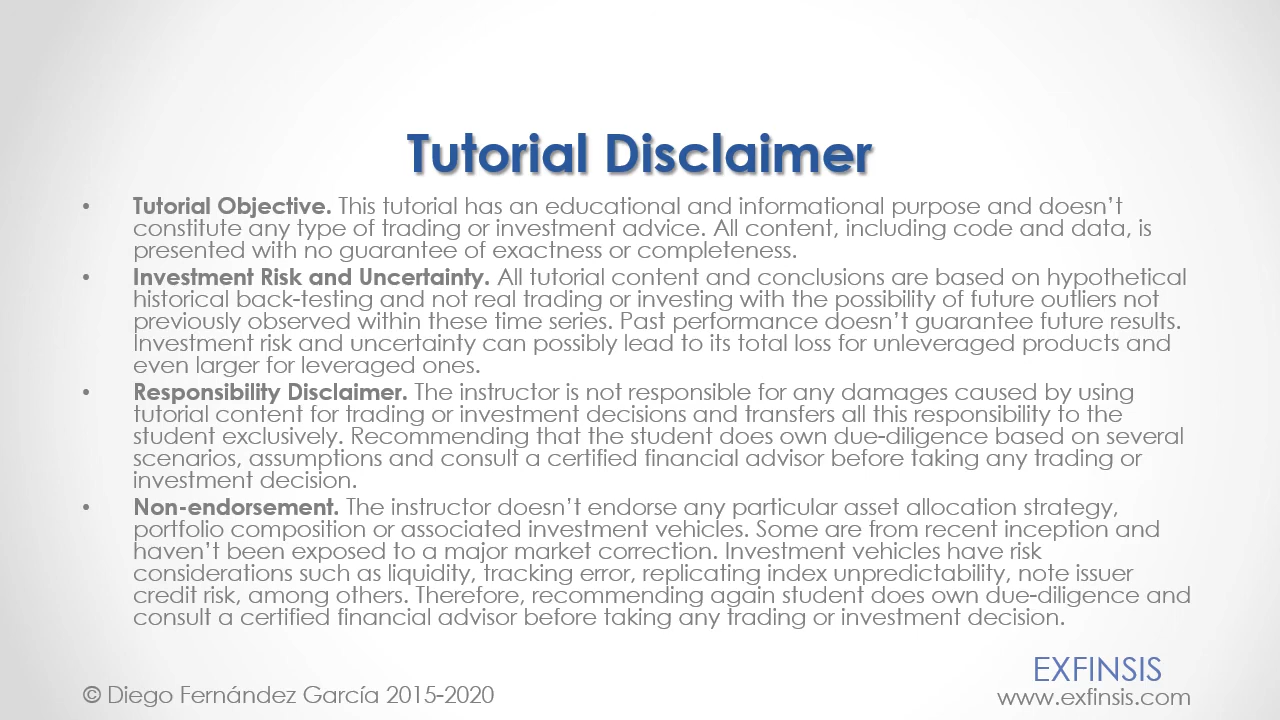 Tutorial Disclaimer
• Tutorial Objective. This tutorial has an educational and informational purpose and doesn’t
constitute any type of trading or investment advice. All content, including code and data, is
presented with no guarantee of exactness or completeness.
• Investment Risk and Uncertainty. All tutorial content and conclusions are based on hypothetical
historical back-testing and not real trading or investing with the possibility of future outliers not
previously observed within these time series. Past performance doesn’t guarantee future results.
Investment risk and uncertainty can possibly lead to its total loss for unleveraged products and
even larger for leveraged ones.
• Responsibility Disclaimer. The instructor is not responsible for any damages caused by using
tutorial content for trading or investment decisions and transfers all this responsibility to the
student exclusively. Recommending that the student does own due-diligence based on several
scenarios, assumptions and consult a certified financial advisor before taking any trading or
investment decision.
• Non-endorsement. The instructor doesn’t endorse any particular asset allocation strategy,
portfolio composition or associated investment vehicles. Some are from recent inception and
haven’t been exposed to a major market correction. Investment vehicles have risk
considerations such as liquidity, tracking error, replicating index unpredictability, note issuer
credit risk, among others. Therefore, recommending again student does own due-diligence and
consult a certified financial advisor before taking any trading or investment decision.
EXFINSIS
© Diego Fernández García 2015-2020
www.exfinsis.com